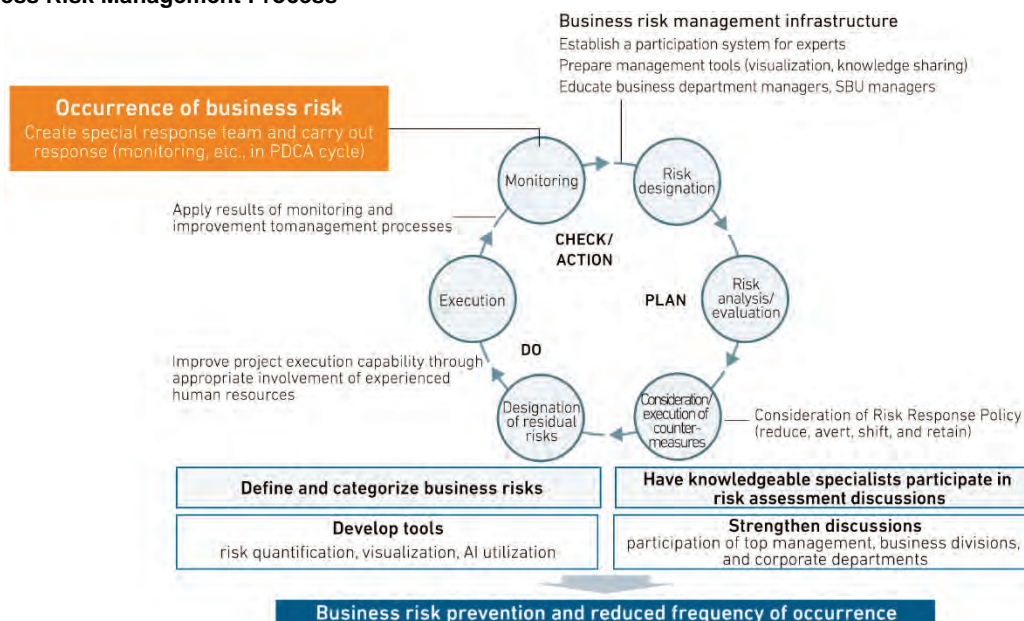 ess Risk Management Process
Business risk management infrastructure
Establish a participation system for experts
Prepare management tools (visualization, knowledge sharing)
Educate business department managers, SBU managers
Occurrence of business risk
Create special response team and carry out
response (monitoring, etc., in PDCA cycle)
Monitoring
Risk
designation
Apply results of monitoring and
improvement tomanagement processes
CHECK/
ACTION
Execution
PLAN
Risk
analysis/
evaluation
DO
Improve project execution capability through
appropriate involvement of experienced
human resources
Designation
of residual
risks
Consideration/
execution of
counter-
measures
Consideration of Risk Response Policy
(reduce, avert, shift, and retain)
Define and categorize business risks
Have knowledgeable specialists participate in
risk assessment discussions
Develop tools
risk quantification, visualization, AI utilization
Strengthen discussions
participation of top management, business divisions,
and corporate departments
Business risk prevention and reduced frequency of occurrence